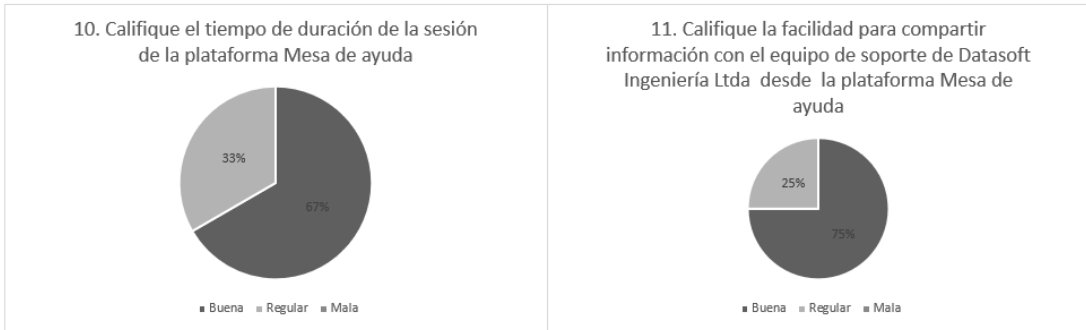 10. Califique el tiempo de duración de la sesión
de la plataforma Mesa de ayuda
33%
67%
Buena Regular Mala
11. Califique la facilidad para compartir
información con el equipo de soporte de Datasoft
Ingeniería Ltda desde la plataforma Mesa de
ayuda
25%
75%
Buena Regular Mala